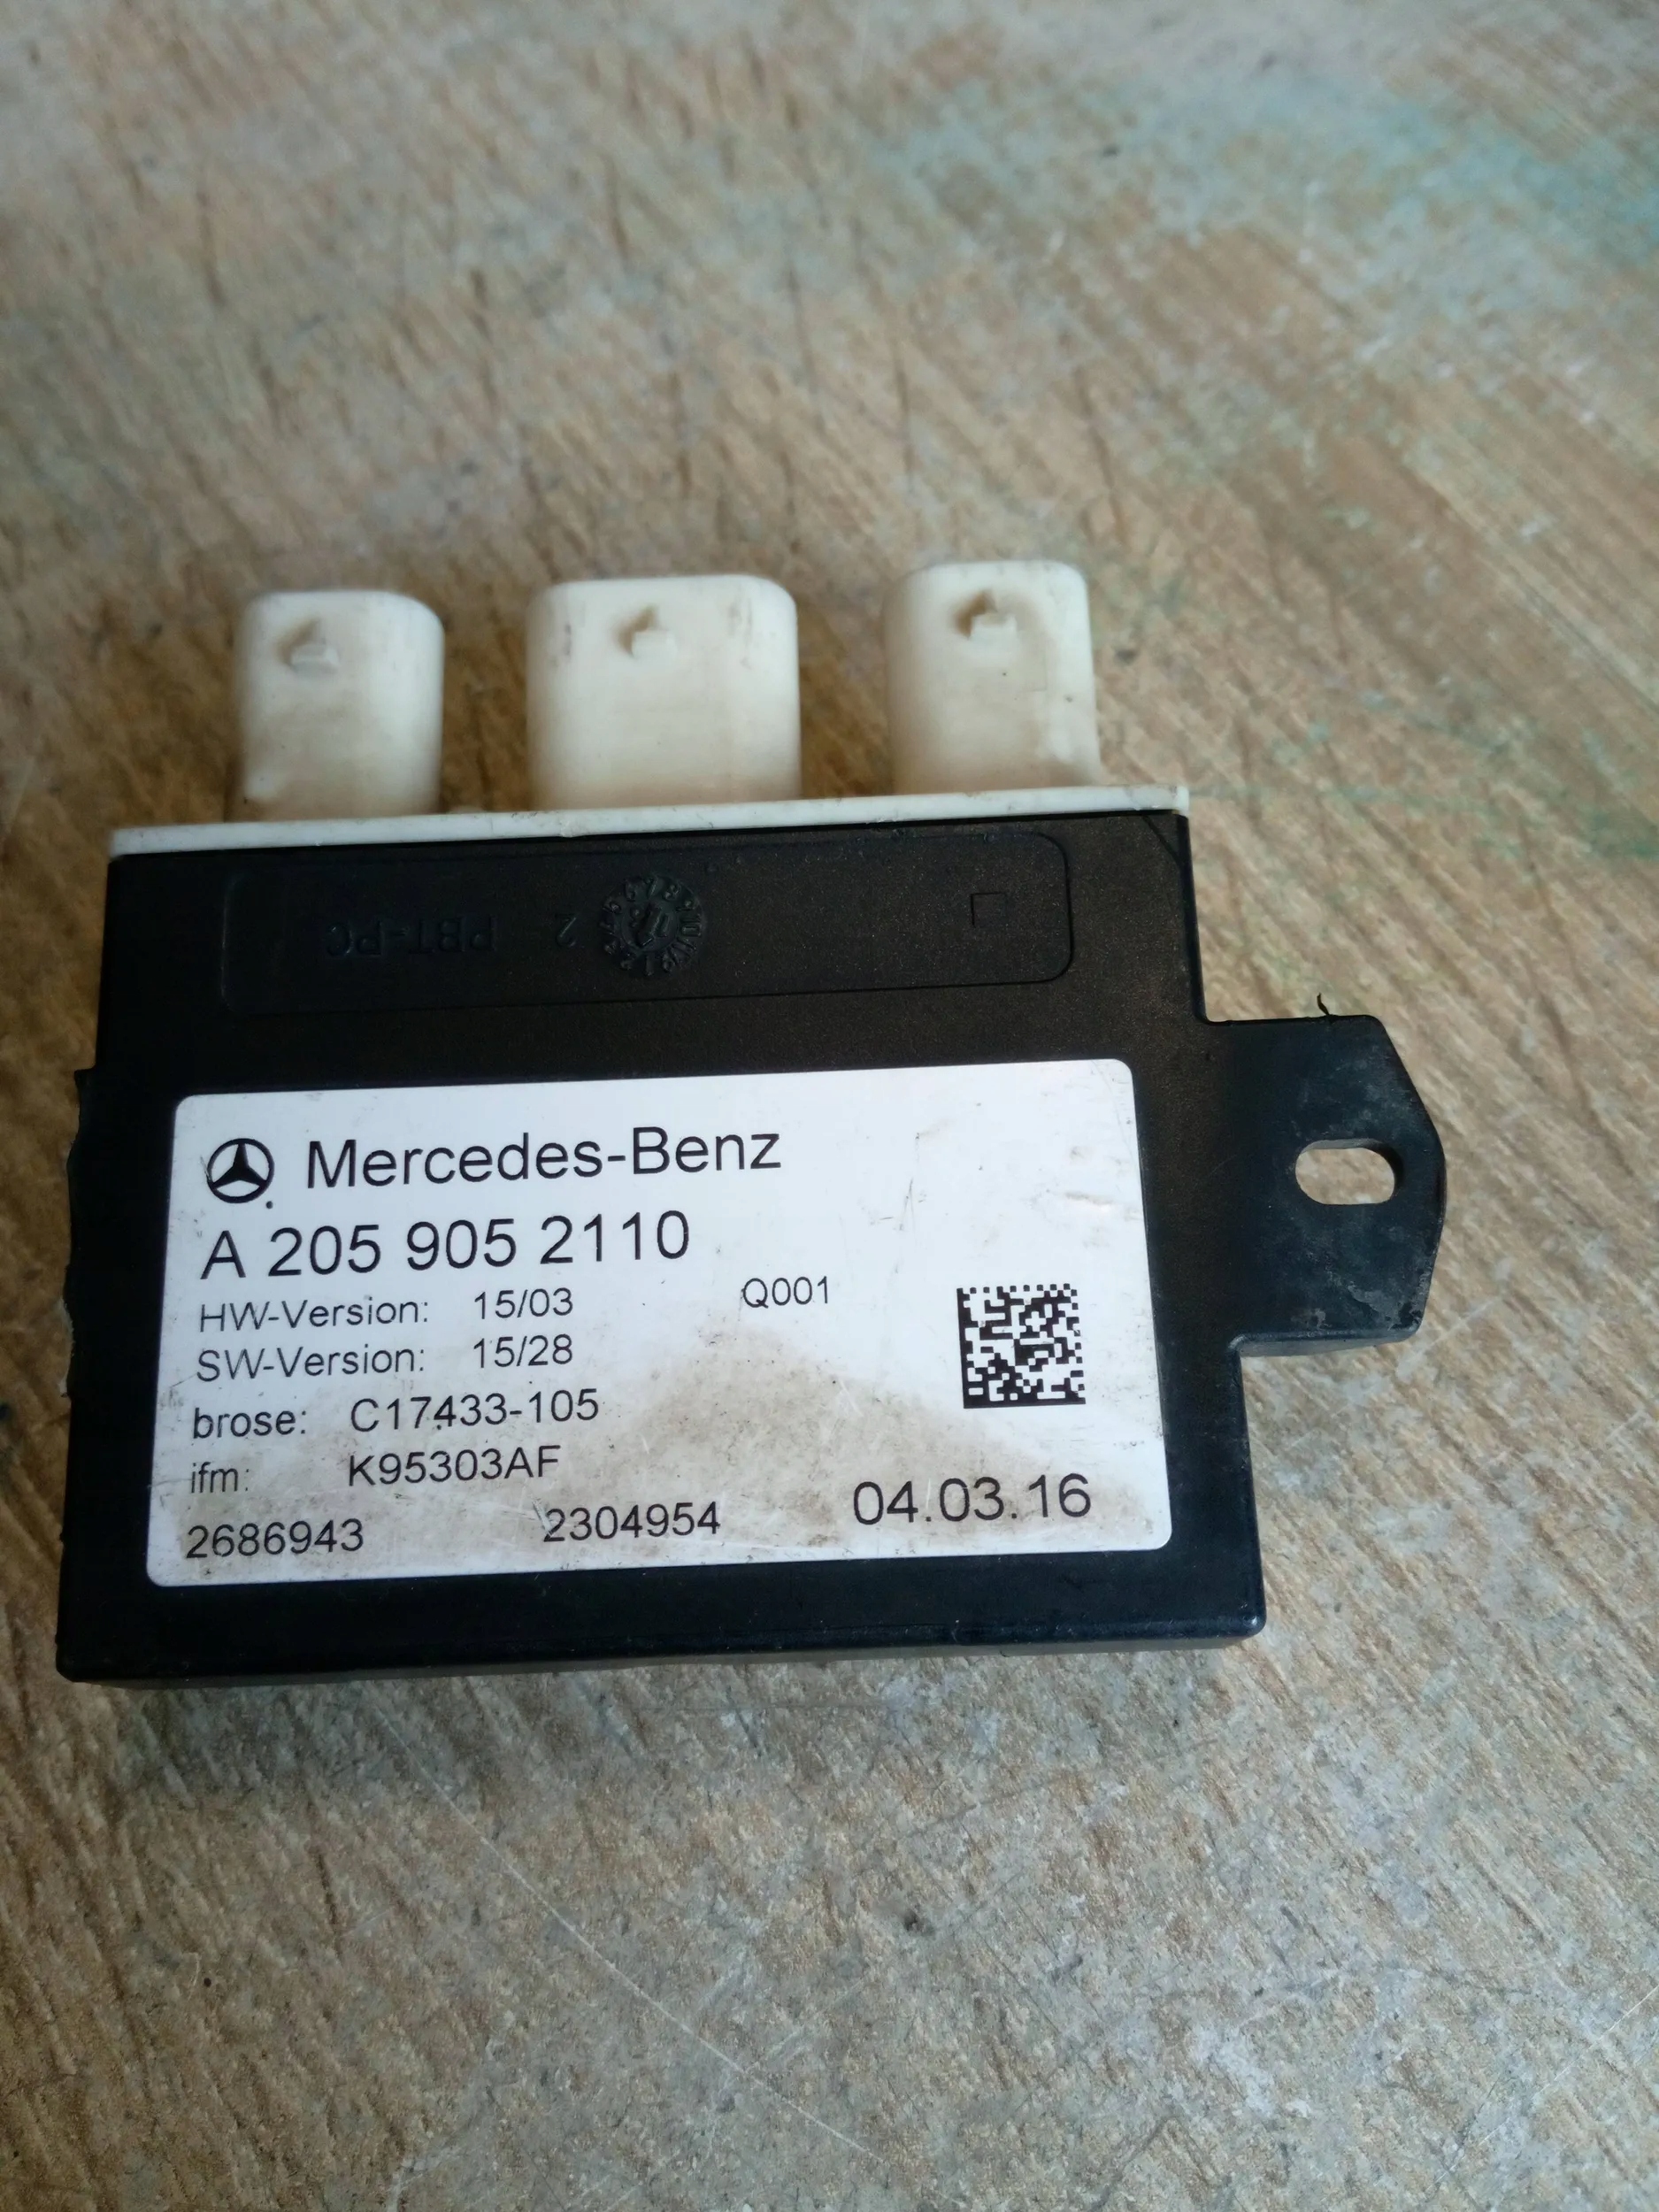 PBT-PC 2
Mercedes-Benz
A 205 905 2110
HW-Version: 15/03 Q001
SW-Version: 15/28
brose: C17433-105
ifm: K95303AF
2686943 2304954 04.03.16